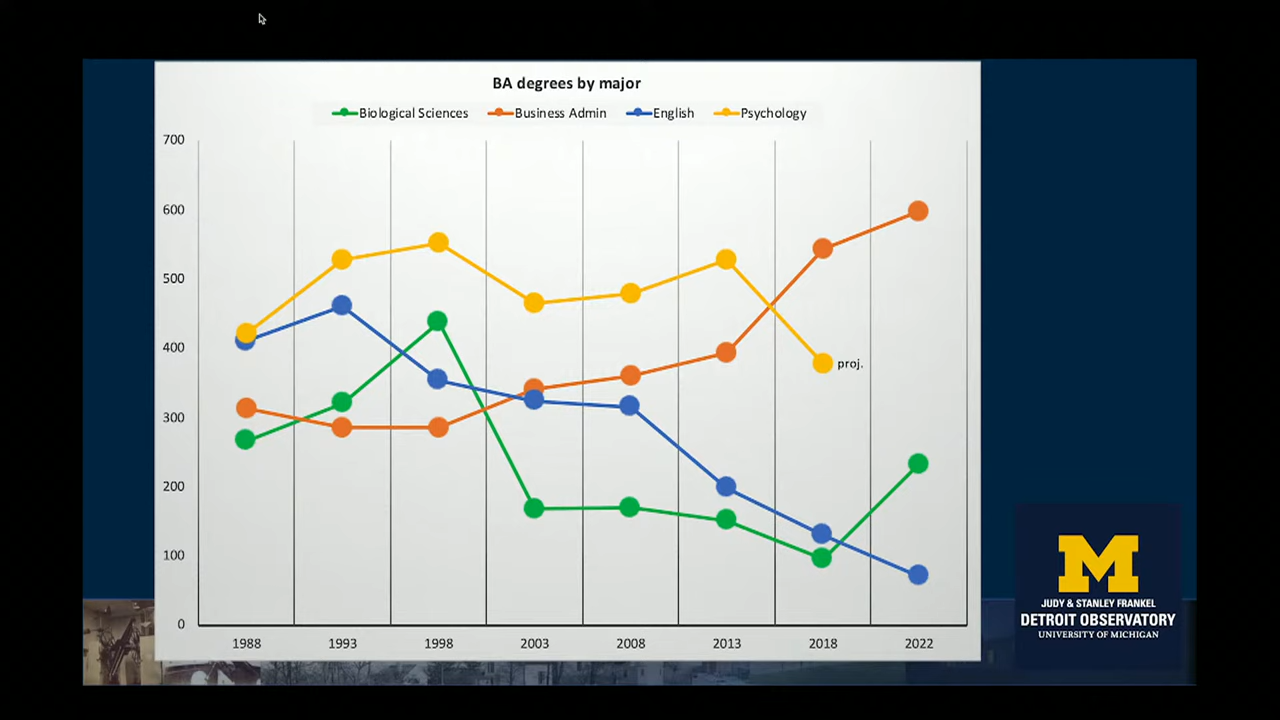 BA degrees by major
Biological Sciences Business Admin English Psychology
700
600
500
400
300
200
100
0
proj.
1988 1993 1998 2003 2008 2013 2018 2022
M
JUDY & STANLEY FRANKEL
DETROIT OBSERVATORY
UNIVERSITY OF MICHIGAN